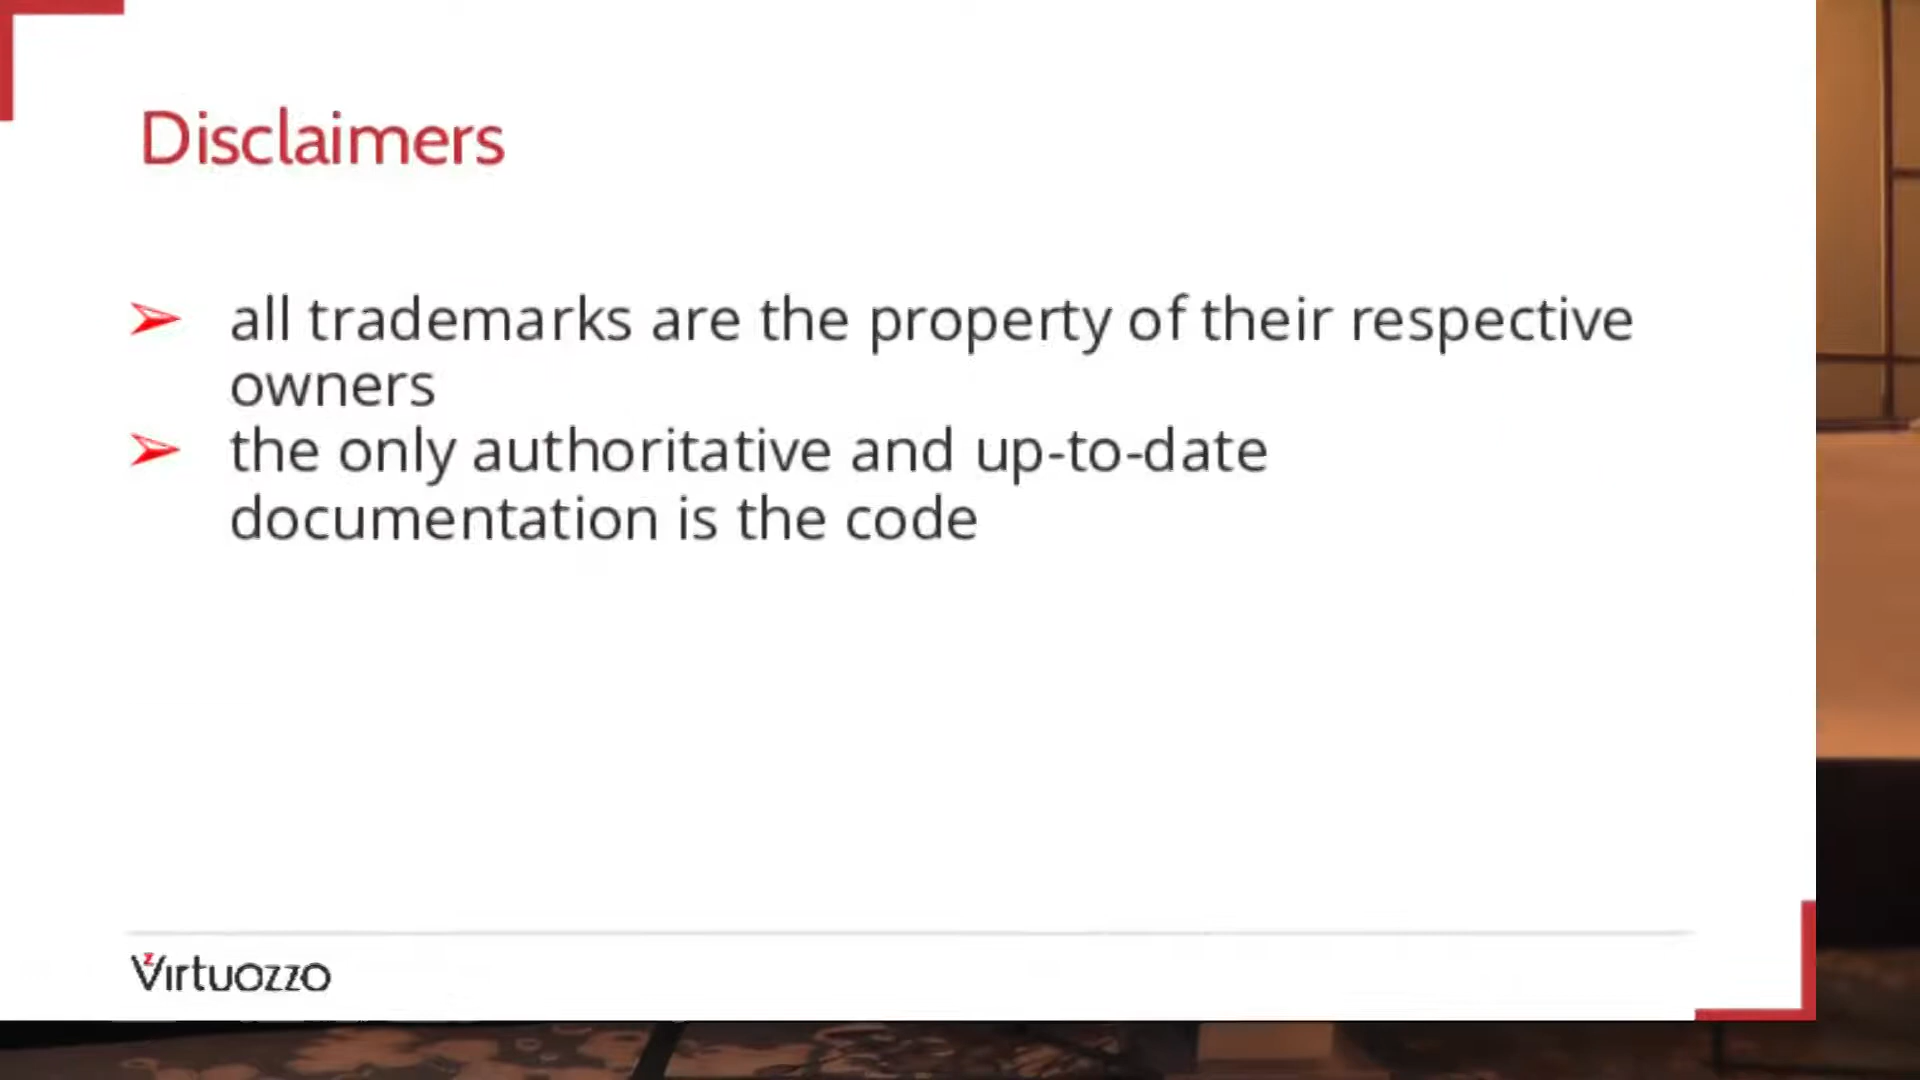 Disclaimers
➢ all trademarks are the property of their respective
owners
➢ the only authoritative and up-to-date
documentation is the code
Virtuozzo